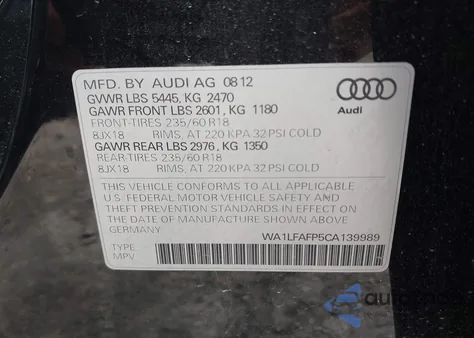 MFD. BY AUDI AG 08 12
GVWR LBS 5445, KG 2470
GAWR FRONT LBS 2601, KG 1180
FRONT-TIRES 235/60 R18
8JX18 RIMS, AT 220 KPA 32 PSI COLD
GAWR REAR LBS 2976, KG 1350
REAR-TIRES 235/60 R18
8JX18 RIMS, AT 220 KPA 32 PSI COLD
Audi
THIS VEHICLE CONFORMS TO ALL APPLICABLE
U.S. FEDERAL MOTOR VEHICLE SAFETY AND
THEFT PREVENTION STANDARDS IN EFFECT ON
THE DATE OF MANUFACTURE SHOWN ABOVE.
GERMANY WA1LFAFP5CA139989
TYPE
MPV